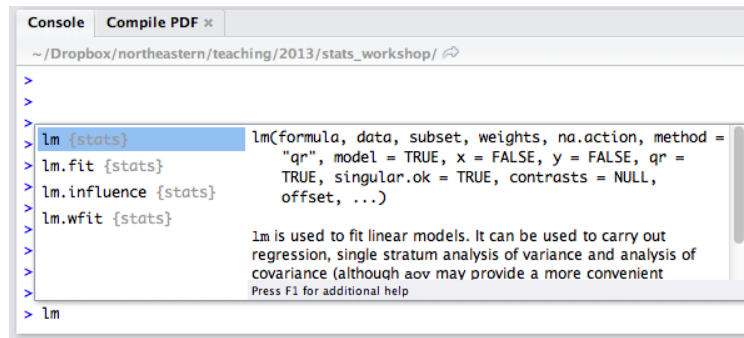 Console Compile PDF ×
~/Dropbox/northeastern/teaching/2013/stats_workshop/
>
>
>
> lm {stats}
> lm.fit {stats}
> lm.influence {stats}
> lm.wfit {stats}
>
>
>
>
lm(formula, data, subset, weights, na.action, method =
"qr", model = TRUE, x = FALSE, y = FALSE, qr =
TRUE, singular.ok = TRUE, contrasts = NULL,
offset, ...)
lm is used to fit linear models. It can be used to carry out
regression, single stratum analysis of variance and analysis of
covariance (although aov may provide a more convenient
Press F1 for additional help
> lm